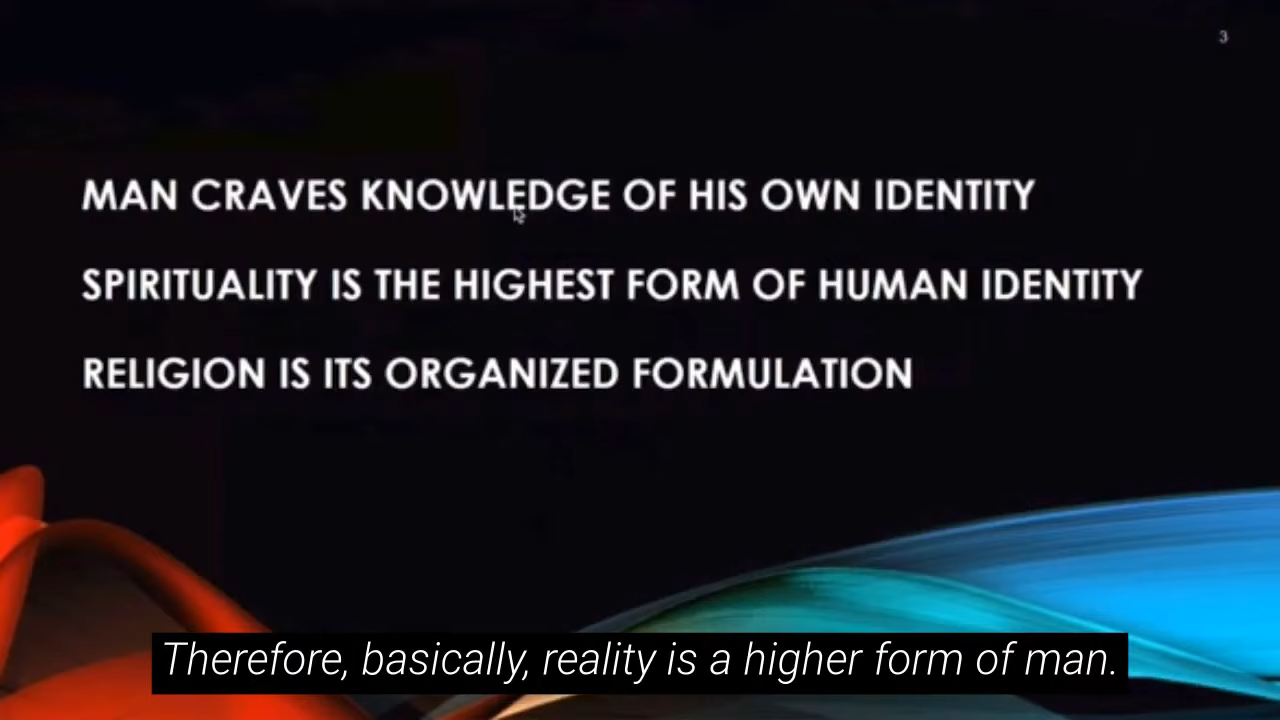 3
MAN CRAVES KNOWLEDGE OF HIS OWN IDENTITY
SPIRITUALITY IS THE HIGHEST FORM OF HUMAN IDENTITY
RELIGION IS ITS ORGANIZED FORMULATION
Therefore, basically, reality is a higher form of man.